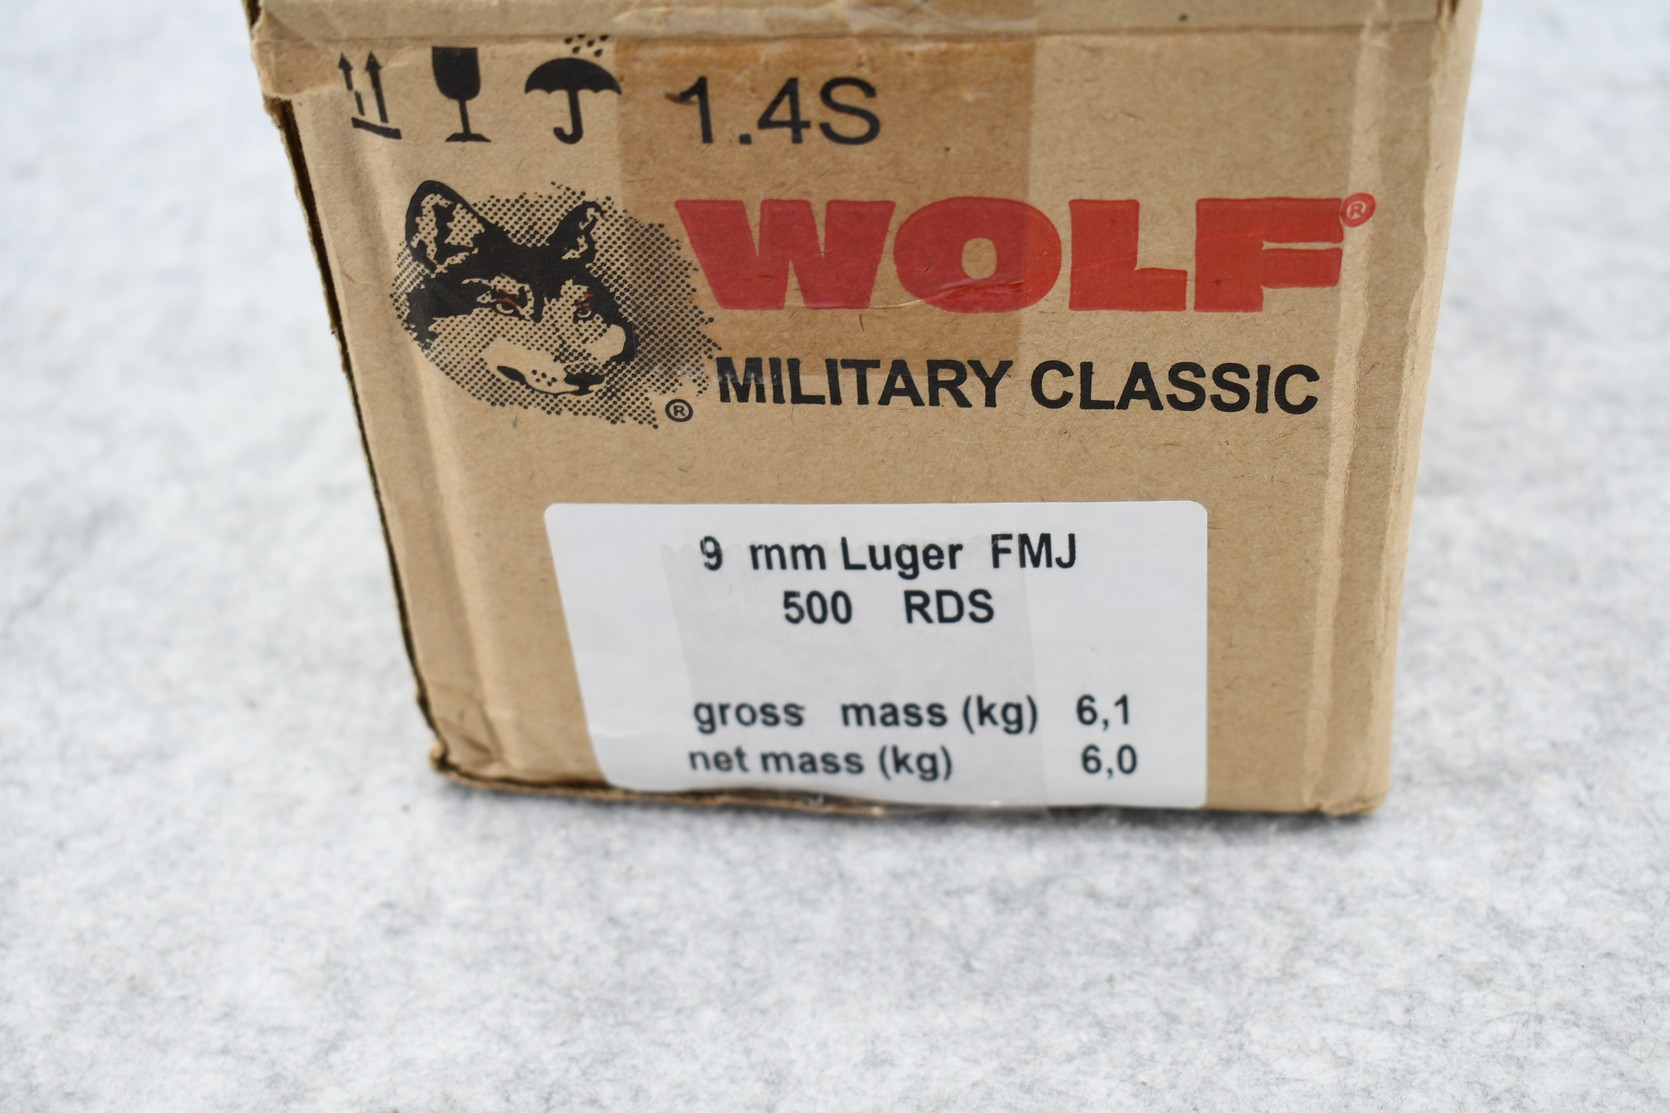 1.4S
WOLF®
MILITARY CLASSIC
®
9 mm Luger FMJ
500 RDS
gross mass (kg) 6,1
net mass (kg) 6,0